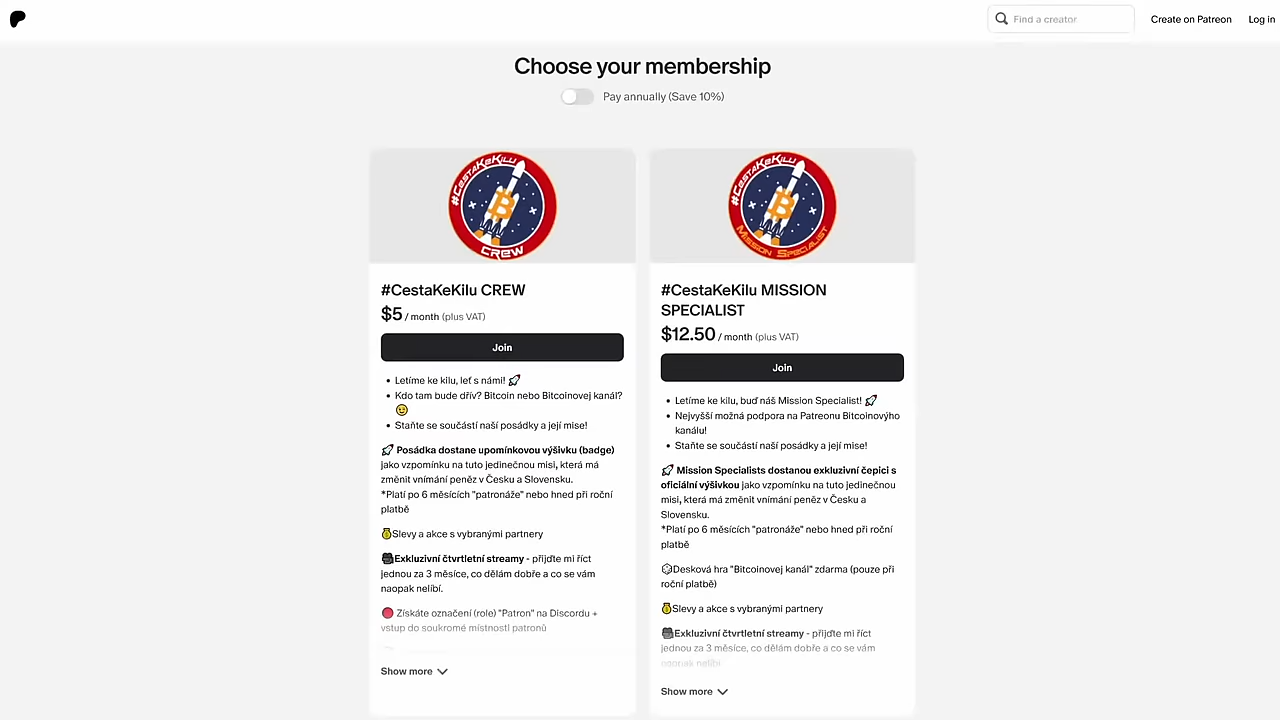 Find a creator
Create on Patreon
Log in
Choose your membership
Pay annually (Save 10%)
#CestaKeKilu
CREW
#CestaKeKilu CREW
$5 / month (plus VAT)
Join
• Letíme ke kilu, leť s námi! 🚀
• Kdo tam bude dřív? Bitcoin nebo Bitcoinovej kanál?
😉
• Staňte se součástí naší posádky a její mise!
🚀 Posádka dostane upomínkovou výšivku (badge)
jako vzpomínku na tuto jedinečnou misi, která má
změnit vnímání peněz v Česku a Slovensku.
*Platí po 6 měsících "patronáže" nebo hned při roční
platbě
💰Slevy a akce s vybranými partnery
🎥Exkluzivní čtvrtletní streamy - přijďte mi říct
jednou za 3 měsíce, co dělám dobře a co se vám
naopak nelíbí.
🔴 Získáte označení (role) "Patron" na Discordu +
vstup do soukromé místnosti patronů
Show more
#CestaKeKilu
Mission Specialist
#CestaKeKilu MISSION
SPECIALIST
$12.50 / month (plus VAT)
Join
• Letíme ke kilu, buď náš Mission Specialist! 🚀
• Nejvyšší možná podpora na Patreonu Bitcoinovýho
kanálu!
• Staňte se součástí naší posádky a její mise!
🚀 Mission Specialists dostanou exkluzivní čepici s
oficiální výšivkou jako vzpomínku na tuto jedinečnou
misi, která má změnit vnímání peněz v Česku a
Slovensku.
*Platí po 6 měsících "patronáže" nebo hned při roční
platbě
🎲Desková hra "Bitcoinovej kanál" zdarma (pouze při
roční platbě)
💰Slevy a akce s vybranými partnery
🎥Exkluzivní čtvrtletní streamy - přijďte mi říct
jednou za 3 měsíce, co dělám dobře a co se vám
naopak nelíbí.
Show more